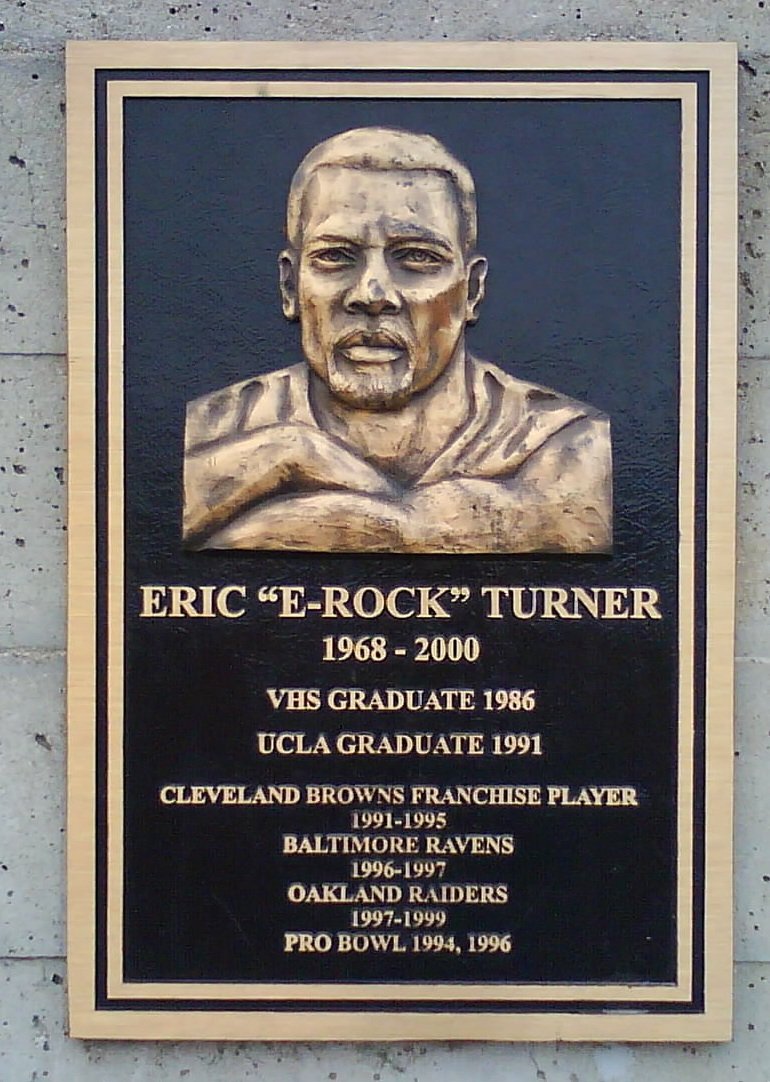 ERIC “E-ROCK” TURNER
1968 - 2000
VHS GRADUATE 1986
UCLA GRADUATE 1991
CLEVELAND BROWNS FRANCHISE PLAYER
1991-1995
BALTIMORE RAVENS
1996-1997
OAKLAND RAIDERS
1997-1999
PRO BOWL 1994, 1996